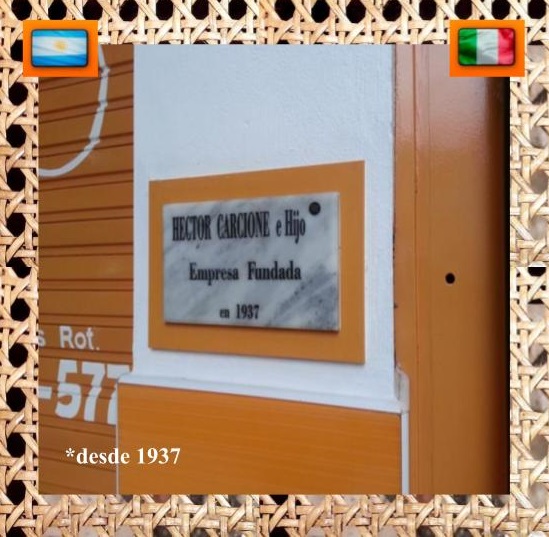 HECTOR CARCIONE e Hijo
Empresa Fundada
en 1937
s Rot.
-577
*desde 1937